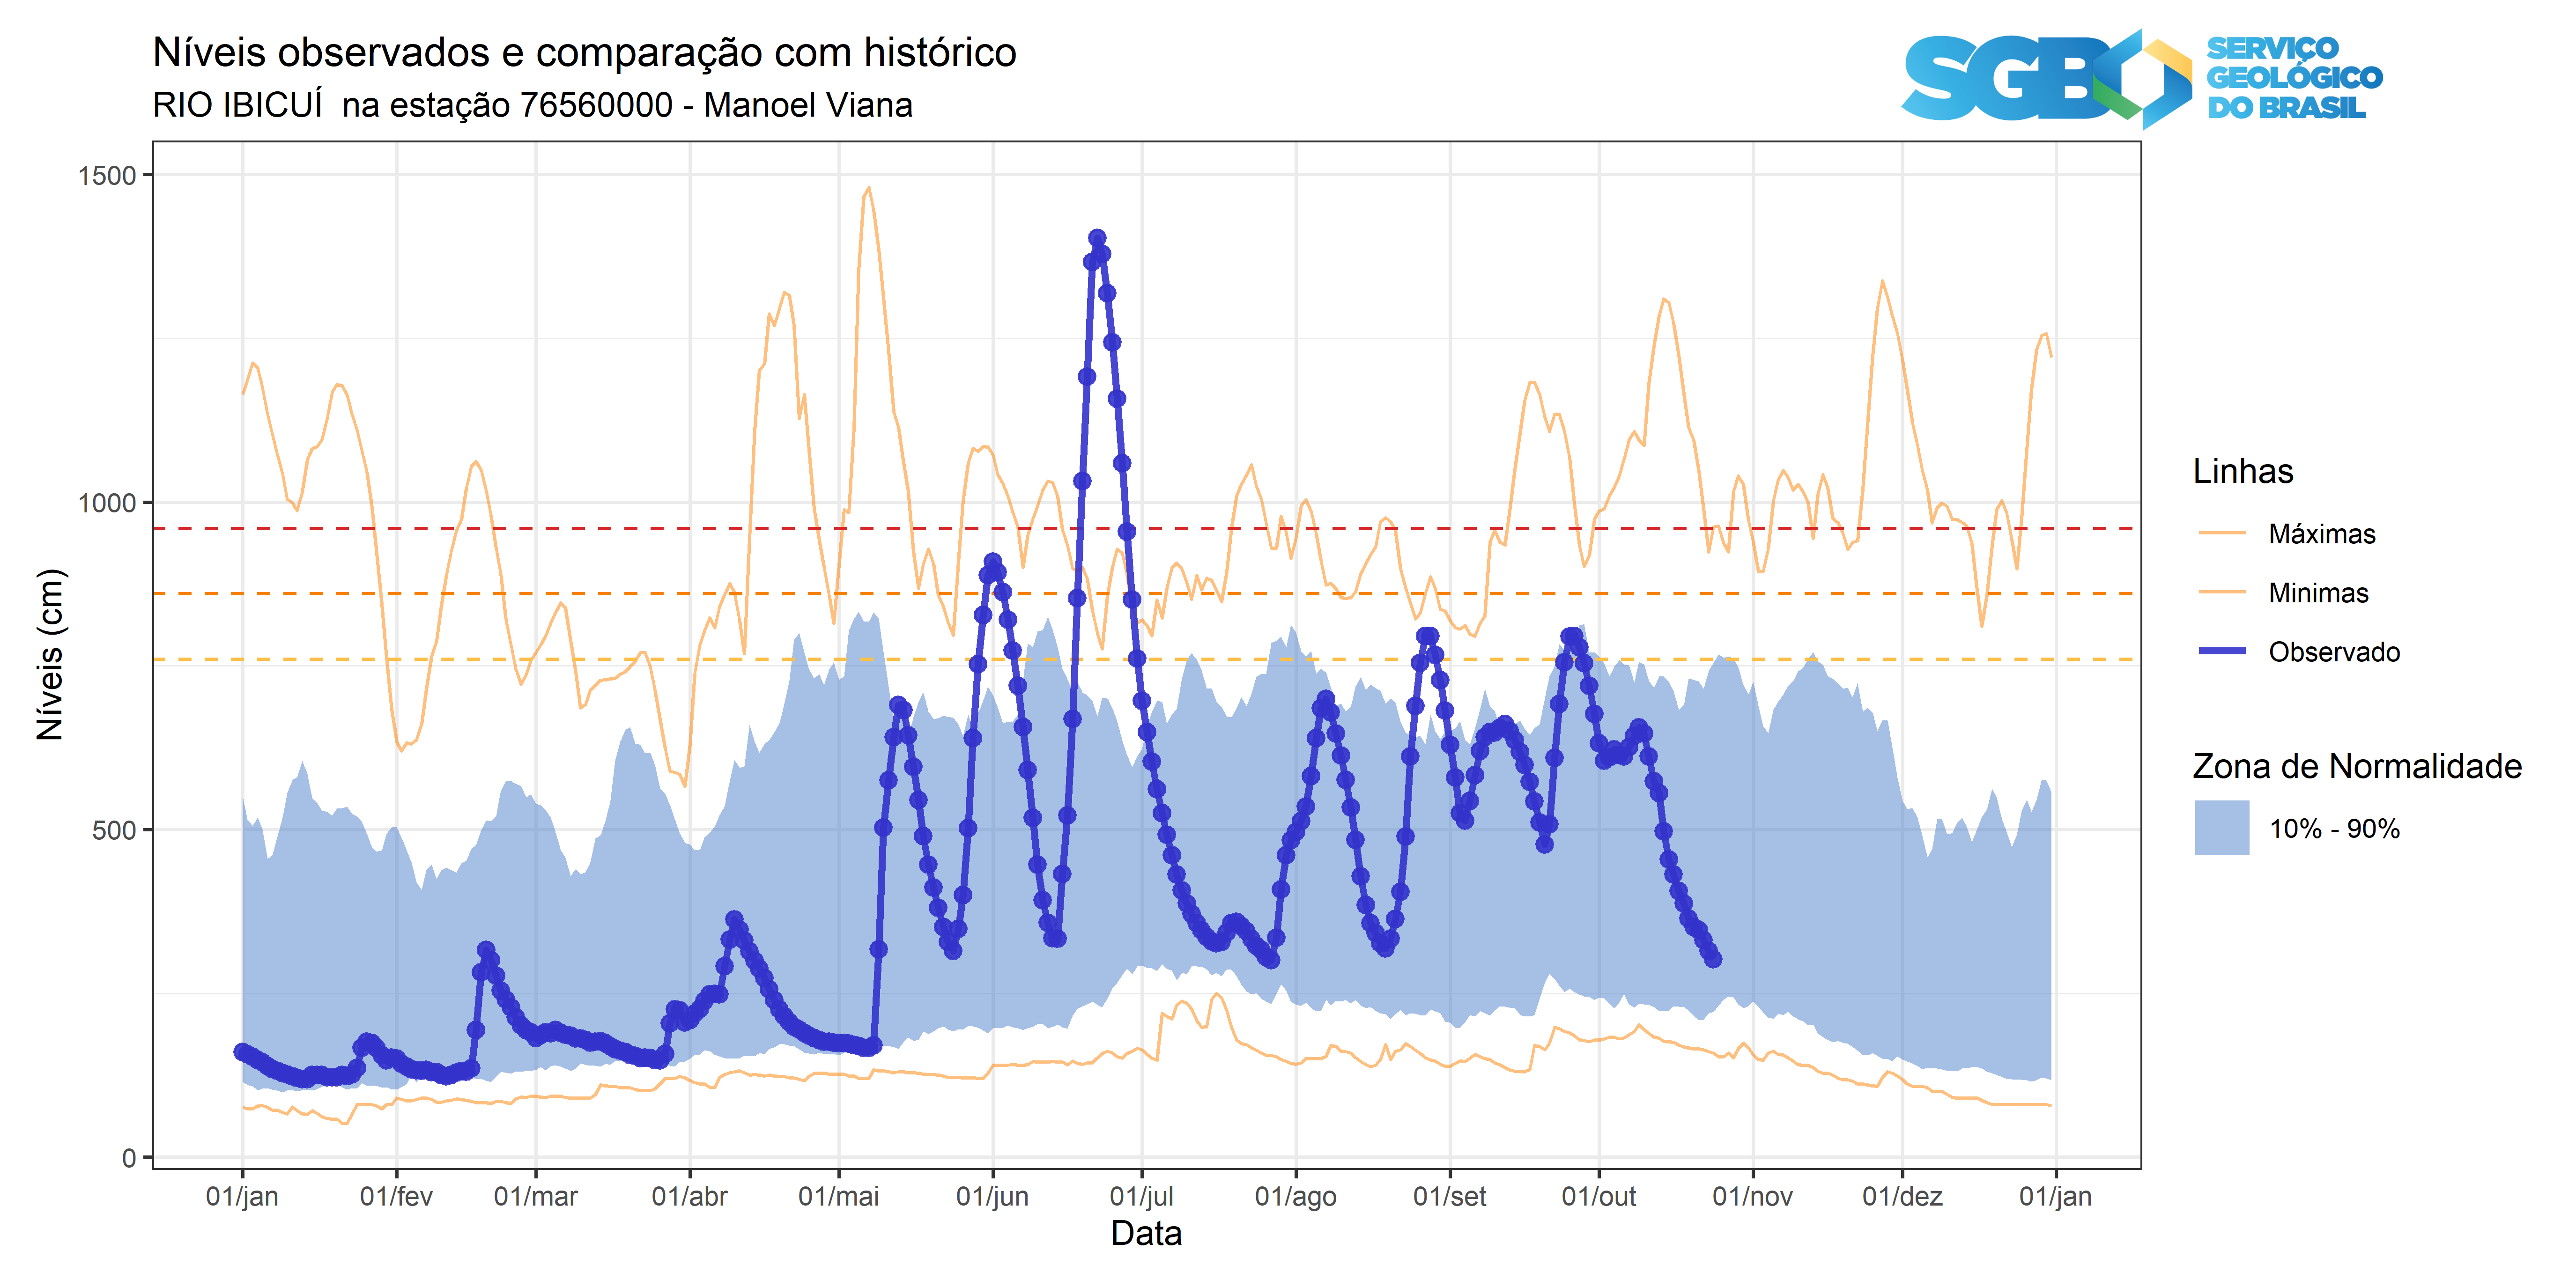 Níveis observados e comparação com histórico
RIO IBICUÍ  na estação 76560000 - Manoel Viana
SGB
SERVIÇO
GEOLÓGICO
DO BRASIL
Níveis (cm)
1500
1000
500
0
01/jan
01/fev
01/mar
01/abr
01/mai
01/jun
01/jul
01/ago
01/set
01/out
01/nov
01/dez
01/jan
Data
Linhas
Máximas
Minimas
Observado
Zona de Normalidade
10% - 90%